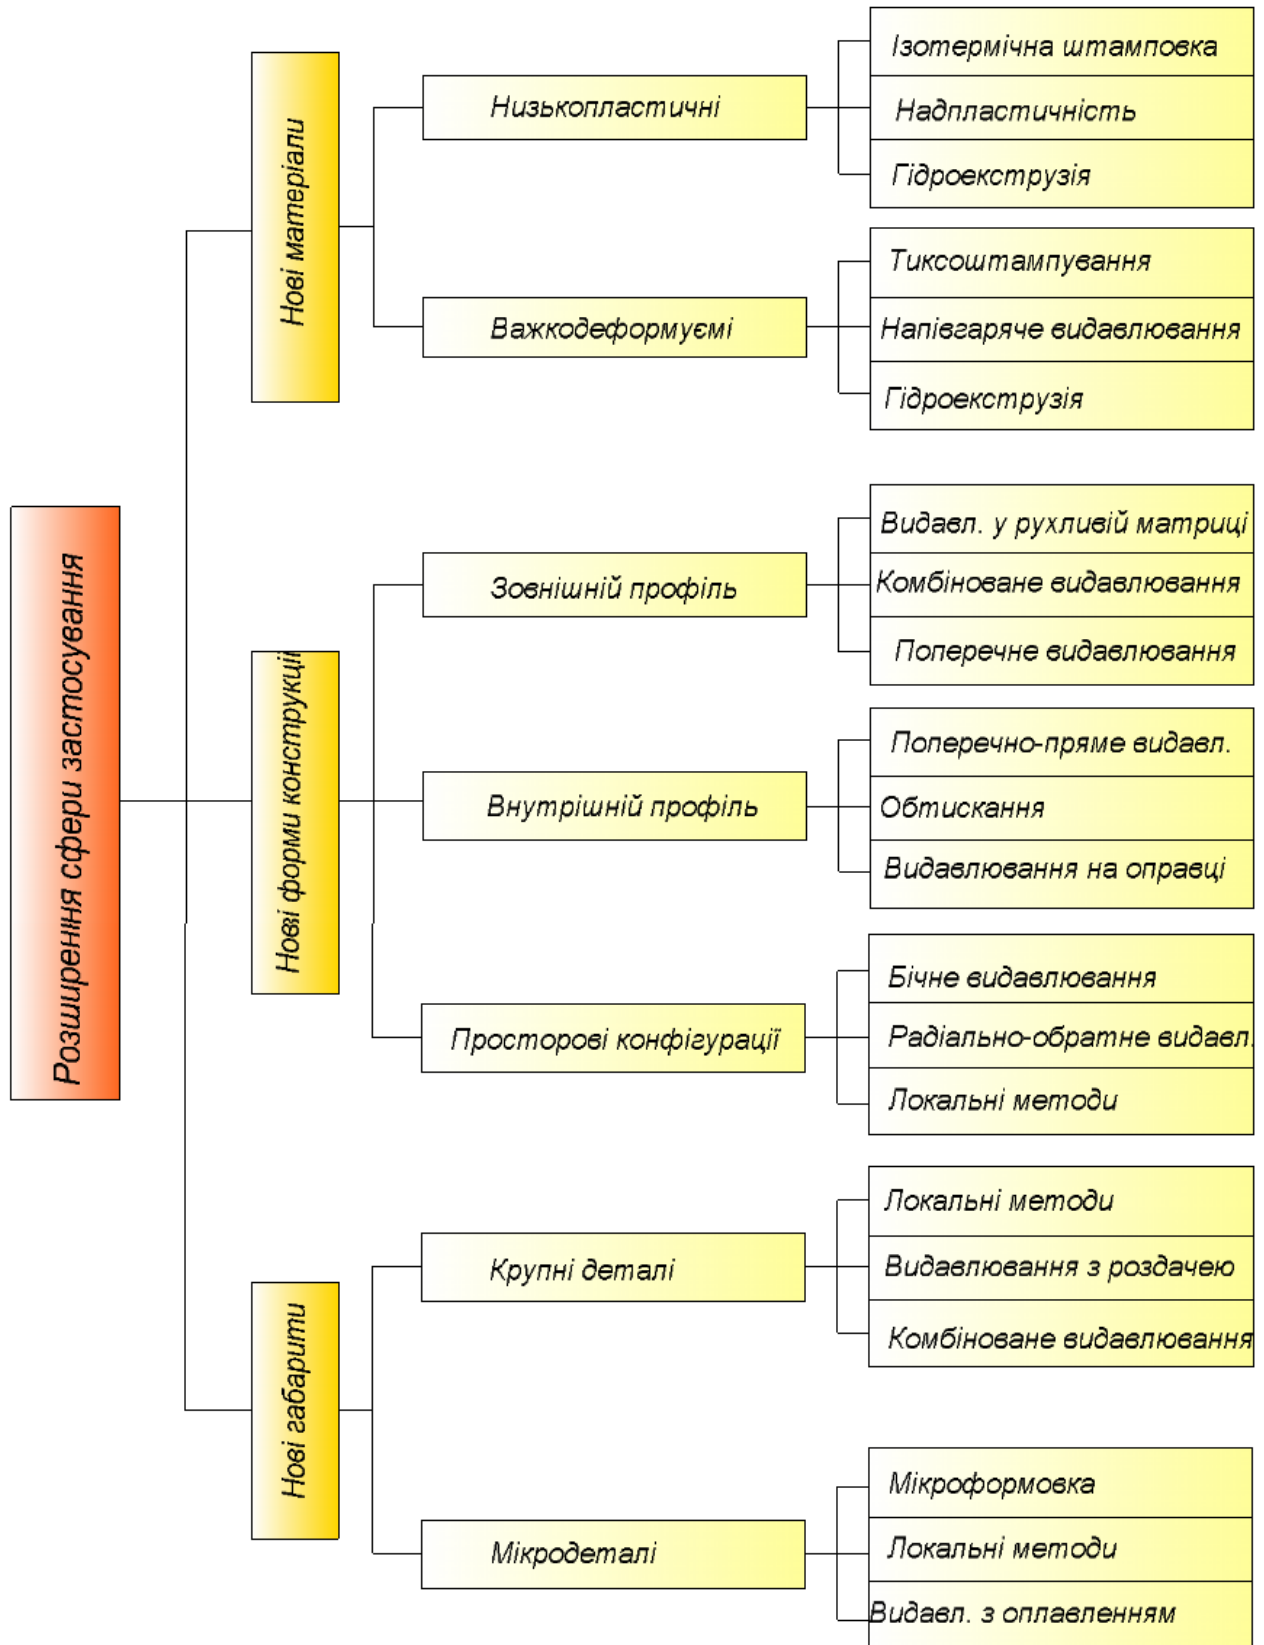 Розширеніня сфери застосування
Нові матеріали
Низькопластичні
Ізотермічна штамповка
Надпластичність
Гідроекструзія
Важкодеформуємі
Тиксоштампування
Напівгаряче видавлювання
Гідроекструзія
Нові форми конструкції
Зовнішній профіль
Видавл. у рухливій матриці
Комбіноване видавлювання
Поперечне видавлювання
Внутрішній профіль
Поперечно-пряме видавл.
Обтискання
Видавлювання на оправці
Просторові конфігурації
Бічне видавлювання
Радіально-обратне видавл.
Локальні методи
Нові габарити
Крупні деталі
Локальні методи
Видавлювання з роздачею
Комбіноване видавлювання
Мікродеталі
Мікроформовка
Локальні методи
Видавл. з оплавленням